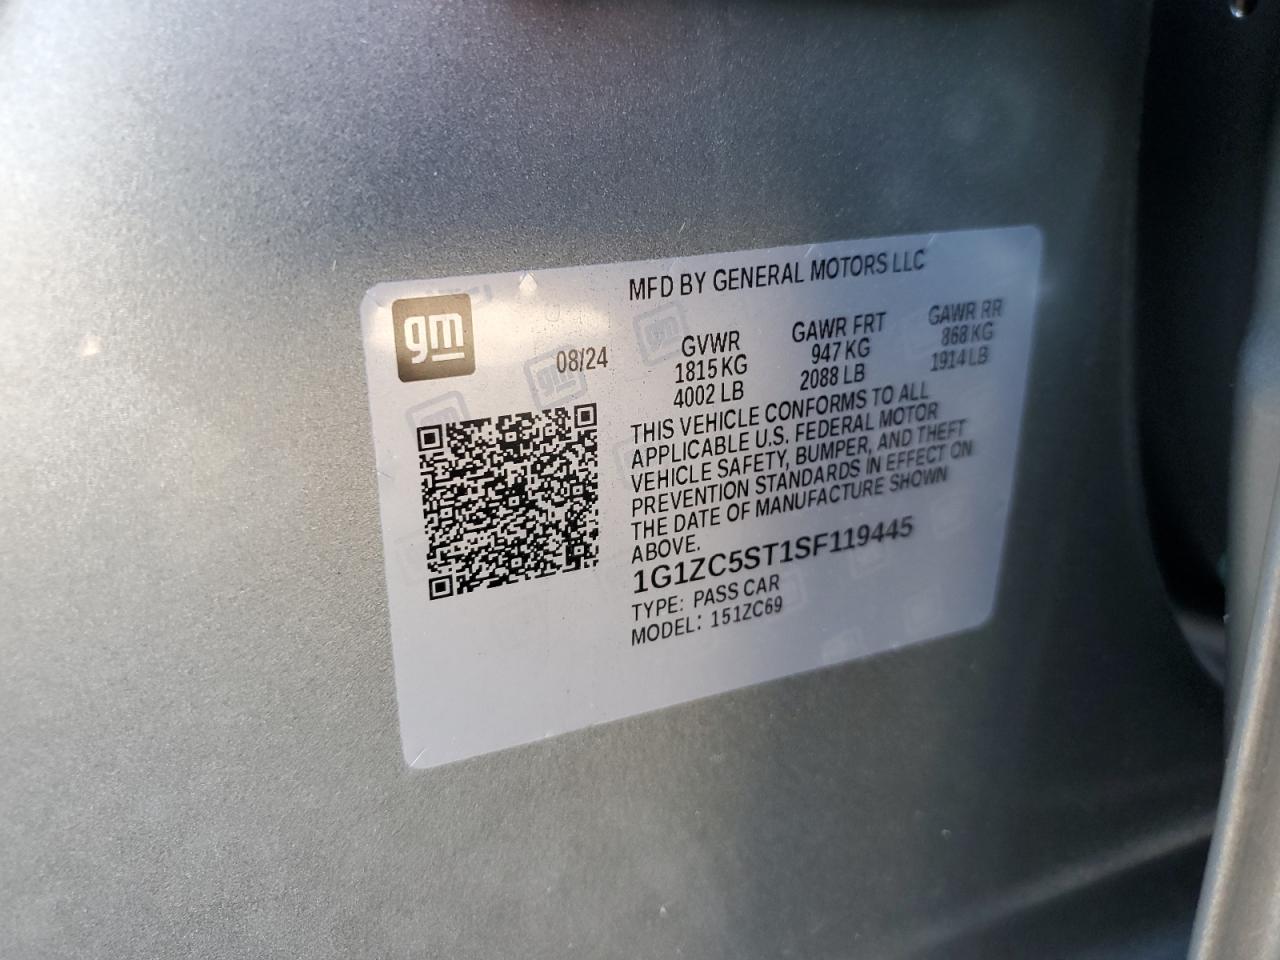 gm
MFD BY GENERAL MOTORS LLC
08/24
GVWR GAWR FRT GAWR RR
1815 KG 947 KG 868 KG
4002 LB 2088 LB 1914 LB
THIS VEHICLE CONFORMS TO ALL
APPLICABLE U.S. FEDERAL MOTOR
VEHICLE SAFETY, BUMPER, AND THEFT
PREVENTION STANDARDS IN EFFECT ON
THE DATE OF MANUFACTURE SHOWN
ABOVE.
1G1ZC5ST1SF119445
TYPE: PASS CAR
MODEL: 151ZC69